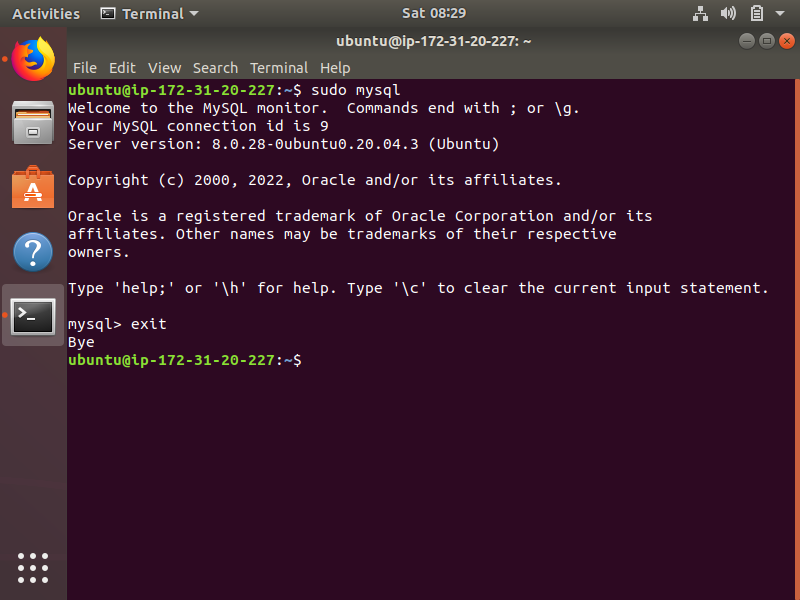 Activities Terminal Sat 08:29
ubuntu@ip-172-31-20-227: ~
File Edit View Search Terminal Help
ubuntu@ip-172-31-20-227:~$ sudo mysql
Welcome to the MySQL monitor.  Commands end with ; or \g.
Your MySQL connection id is 9
Server version: 8.0.28-0ubuntu0.20.04.3 (Ubuntu)
Copyright (c) 2000, 2022, Oracle and/or its affiliates.
Oracle is a registered trademark of Oracle Corporation and/or its
affiliates. Other names may be trademarks of their respective
owners.
Type 'help;' or '\h' for help. Type '\c' to clear the current input statement.
mysql> exit
Bye
ubuntu@ip-172-31-20-227:~$